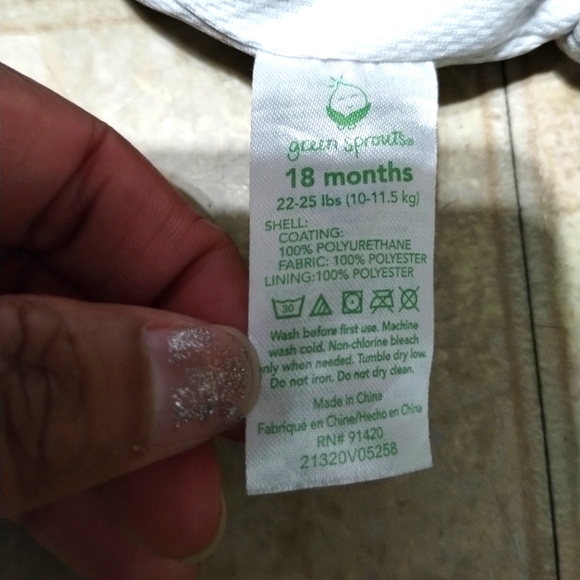 green sprouts®
18 months
22-25 lbs (10-11.5 kg)
SHELL:
COATING:
100% POLYURETHANE
FABRIC: 100% POLYESTER
LINING:100% POLYESTER
30
Wash before first use. Machine
wash cold. Non-chlorine bleach
only when needed. Tumble dry low.
Do not iron. Do not dry clean.
Made in China
Fabriqué en Chine/Hecho en China
RN# 91420
21320V05258